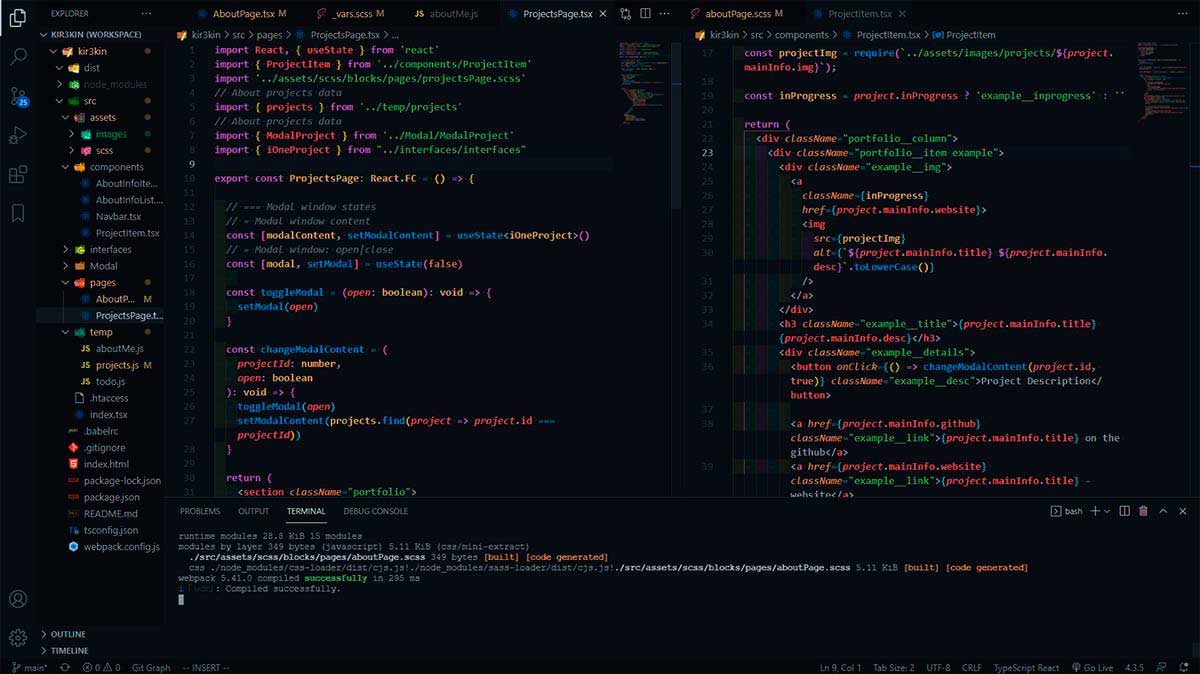 EXPLORER ···
KIR3KIN (WORKSPACE)
kir3kin
dist
node_modules
src
assets
images
scss
components
AboutInfoIte...
AboutInfoList...
Navbar.tsx
ProjectItem.tsx
interfaces
Modal
pages
AboutP... M
ProjectsPage.t...
temp
JS aboutMe.js
JS projects.js M
JS todo.js
.htaccess
index.tsx
.babelrc
.gitignore
index.html
package-lock.json
package.json
README.md
tsconfig.json
webpack.config.js
OUTLINE
TIMELINE
25
AboutPage.tsx M _vars.scss M JS aboutMe.js ProjectsPage.tsx ×
kir3kin > src > pages > ProjectsPage.tsx > ...
1 import React, { useState } from 'react'
2 import { ProjectItem } from '../components/ProjectItem'
3 import '../assets/scss/blocks/pages/projectsPage.scss'
4 // About projects data
5 import { projects } from '../temp/projects'
6 // About projects data
7 import { ModalProject } from '../Modal/ModalProject'
8 import { iOneProject } from "../interfaces/interfaces"
9
10 export const ProjectsPage: React.FC = () => {
11
12 // === Modal window states
13 // = Modal window content
14 const [modalContent, setModalContent] = useState<iOneProject>()
15 // = Modal window: open|close
16 const [modal, setModal] = useState(false)
17
18 const toggleModal = (open: boolean): void => {
19 setModal(open)
20 }
21
22 const changeModalContent = (
23 projectId: number,
24 open: boolean
25 ): void => {
26 toggleModal(open)
27 setModalContent(projects.find(project => project.id ===
projectId))
28 }
29
30 return (
31 <section className="portfolio">
aboutPage.scss M ProjectItem.tsx ×
kir3kin > src > components > ProjectItem.tsx > ProjectItem
17 const projectImg = require(`../assets/images/projects/${project.
mainInfo.img}`);
18
19 const inProgress = project.inProgress ? 'example__inprogress' : ''
20
21 return (
22 <div className="portfolio__column">
23 <div className="portfolio__item example">
24 <div className="example__img">
25 <a
26 className={inProgress}
27 href={project.mainInfo.website}>
28 <img
29 src={projectImg}
30 alt={`${project.mainInfo.title} ${project.mainInfo.
desc}`.toLowerCase()}
31 />
32 </a>
33 </div>
34 <h3 className="example__title">{project.mainInfo.title}
{project.mainInfo.desc}</h3>
35 <div className="example__details">
36 <button onClick={() => changeModalContent(project.id,
true)} className="example__desc">Project Description</
button>
37
38 <a href={project.mainInfo.github}
className="example__link">{project.mainInfo.title} on the
github</a>
39 <a href={project.mainInfo.website}
className="example__link">{project.mainInfo.title} -
website</a>
PROBLEMS OUTPUT TERMINAL DEBUG CONSOLE bash
runtime modules 28.8 KiB 15 modules
modules by layer 349 bytes (javascript) 5.11 KiB (css/mini-extract)
./src/assets/scss/blocks/pages/aboutPage.scss 349 bytes [built] [code generated]
css ./node_modules/css-loader/dist/cjs.js!./node_modules/sass-loader/dist/cjs.js!./src/assets/scss/blocks/pages/aboutPage.scss 5.11 KiB [built] [code generated]
webpack 5.41.0 compiled successfully in 295 ms
: Compiled successfully.
main* 0 0 Git Graph -- INSERT -- Ln 9, Col 1 Tab Size: 2 UTF-8 CRLF TypeScript React Go Live 4.3.5